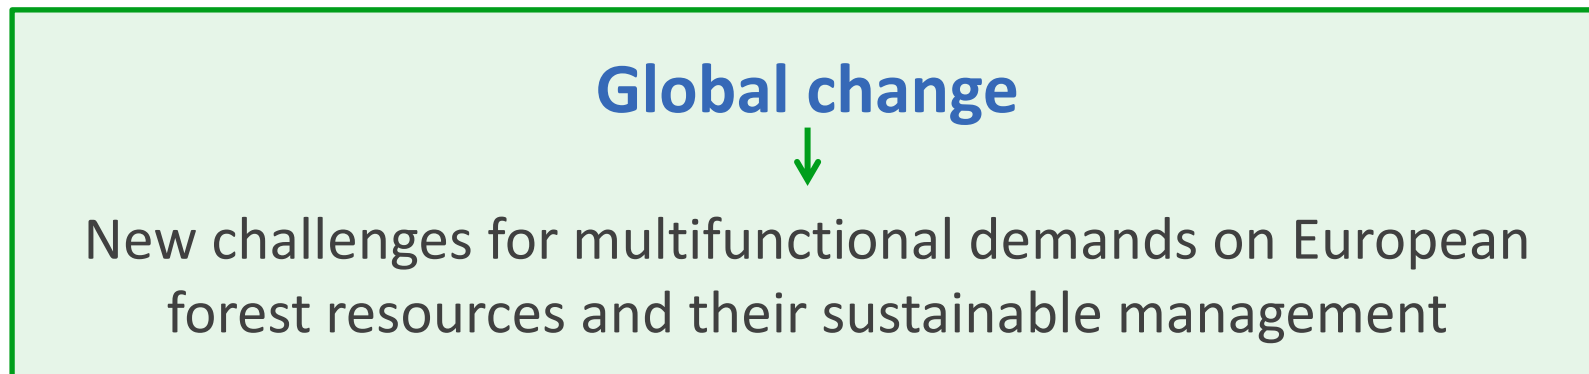 Global change
New challenges for multifunctional demands on European
forest resources and their sustainable management